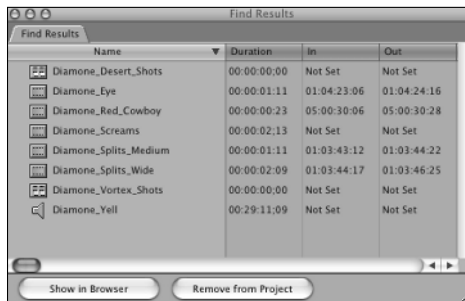 Find Results
Find Results
Name Duration In Out
Diamone_Desert_Shots 00:00:00;00 Not Set Not Set
Diamone_Eye 00:00:01:11 01:04:23:06 01:04:24:16
Diamone_Red_Cowboy 00:00:00:23 05:00:30:06 05:00:30:28
Diamone_Screams 00:00:02;13 Not Set Not Set
Diamone_Splits_Medium 00:00:01:11 01:03:43:12 01:03:44:22
Diamone_Splits_Wide 00:00:02:09 01:03:44:17 01:03:46:25
Diamone_Vortex_Shots 00:00:00;00 Not Set Not Set
Diamone_Yell 00:29:11;09 Not Set Not Set
Show in Browser Remove from Project